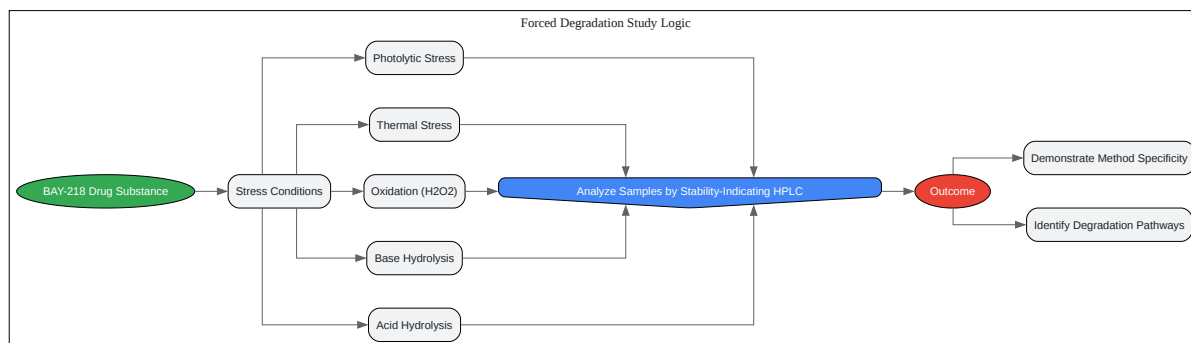 Forced Degradation Study Logic
Photolytic Stress
Thermal Stress
Demonstrate Method Specificity
BAY-218 Drug Substance
Stress Conditions
Oxidation (H2O2)
Analyze Samples by Stability-Indicating HPLC
Outcome
Identify Degradation Pathways
Base Hydrolysis
Acid Hydrolysis